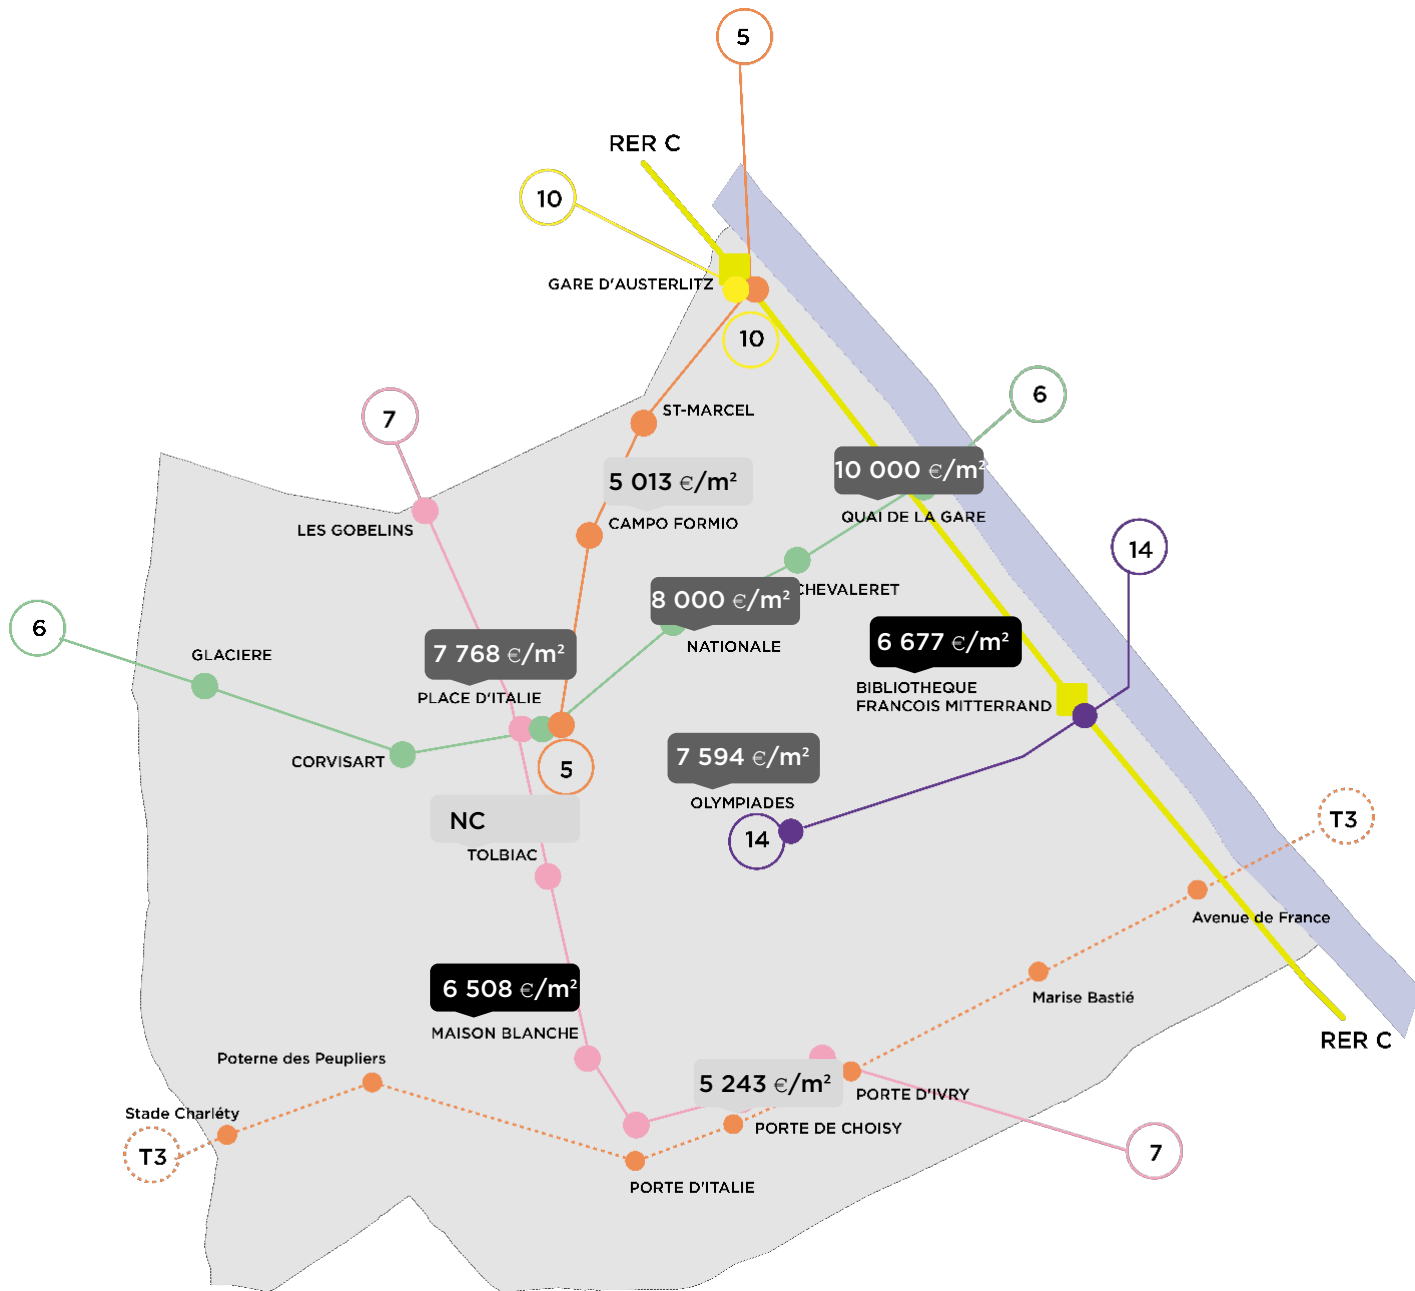 5
RER C
10
GARE D'AUSTERLITZ
10
6
7
ST-MARCEL
10 000 €/m²
5 013 €/m²
QUAI DE LA GARE
CAMPO FORMIO
LES GOBELINS
14
CHEVALERET
8 000 €/m²
6
NATIONALE
6 677 €/m²
GLACIERE
7 768 €/m²
BIBLIOTHEQUE
FRANCOIS MITTERRAND
PLACE D'ITALIE
CORVISART
5
7 594 €/m²
OLYMPIADES
NC
T3
14
TOLBIAC
Avenue de France
6 508 €/m²
Marise Bastié
MAISON BLANCHE
RER C
Poterne des Peupliers
5 243 €/m²
PORTE D'IVRY
Stade Charléty
PORTE DE CHOISY
T3
7
PORTE D'ITALIE